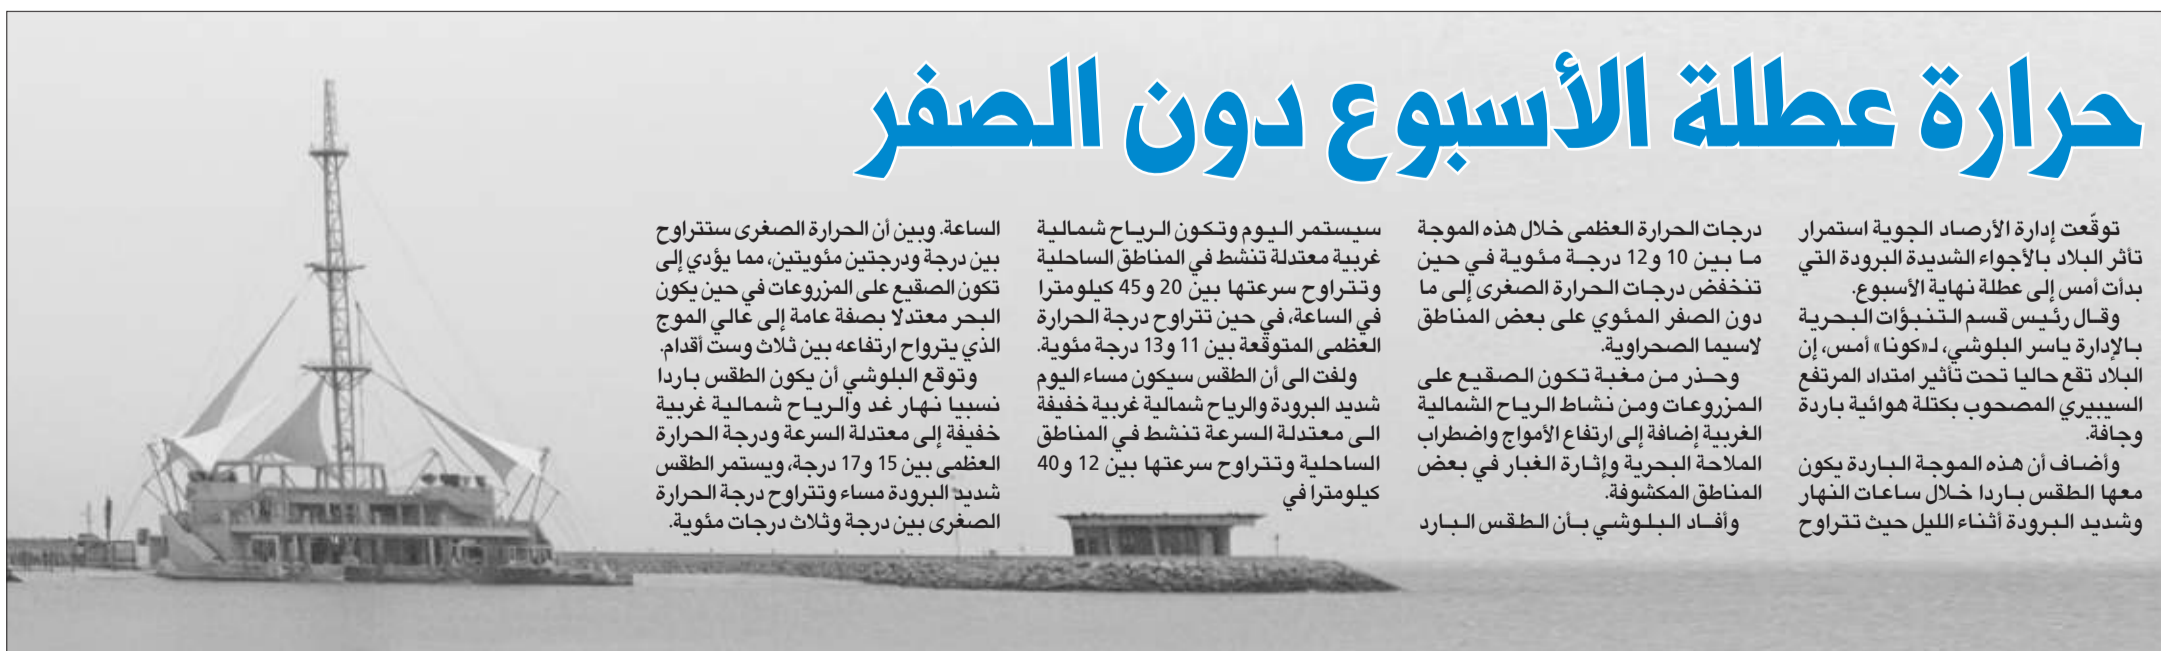 حرارة عطلة الأسبوع دون الصفر
توقّعت إدارة الأرصاد الجوية استمرار
تأثر البلاد بالأجواء الشديدة البرودة التي
بدأت أمس إلى عطلة نهاية الأسبوع.
وقال رئيس قسم التنبؤات البحرية
بالإدارة ياسر البلوشي، لـ«كونا» أمس، إن
البلاد تقع حاليا تحت تأثير امتداد المرتفع
السيبيري المصحوب بكتلة هوائية باردة
وجافة.
وأضاف أن هذه الموجة الباردة يكون
معها الطقس باردا خلال ساعات النهار
وشديد البرودة أثناء الليل حيث تتراوح
درجات الحرارة العظمى خلال هذه الموجة
ما بين 10 و12 درجة مئوية في حين
تنخفض درجات الحرارة الصغرى إلى ما
دون الصفر المئوي على بعض المناطق
لاسيما الصحراوية.
وحذر من مغبة تكون الصقيع على
المزروعات ومن نشاط الرياح الشمالية
الغربية إضافة إلى ارتفاع الأمواج واضطراب
الملاحة البحرية وإثارة الغبار في بعض
المناطق المكشوفة.
وأفاد البلوشي بأن الطقس البارد
سيستمر اليوم وتكون الرياح شمالية
غربية معتدلة تنشط في المناطق الساحلية
وتتراوح سرعتها بين 20 و45 كيلومترا
في الساعة، في حين تتراوح درجة الحرارة
العظمى المتوقعة بين 11 و13 درجة مئوية.
ولفت الى أن الطقس سيكون مساء اليوم
شديد البرودة والرياح شمالية غربية خفيفة
الى معتدلة السرعة تنشط في المناطق
الساحلية وتتراوح سرعتها بين 12 و40
كيلومترا في
الساعة. وبين أن الحرارة الصغرى ستتراوح
بين درجة ودرجتين مئويتين، مما يؤدي إلى
تكون الصقيع على المزروعات في حين يكون
البحر معتدلا بصفة عامة إلى عالي الموج
الذي يترواح ارتفاعه بين ثلاث وست أقدام.
وتوقع البلوشي أن يكون الطقس باردا
نسبيا نهار غد والرياح شمالية غربية
خفيفة إلى معتدلة السرعة ودرجة الحرارة
العظمى بين 15 و17 درجة، ويستمر الطقس
شديد البرودة مساء وتتراوح درجة الحرارة
الصغرى بين درجة وثلاث درجات مئوية.